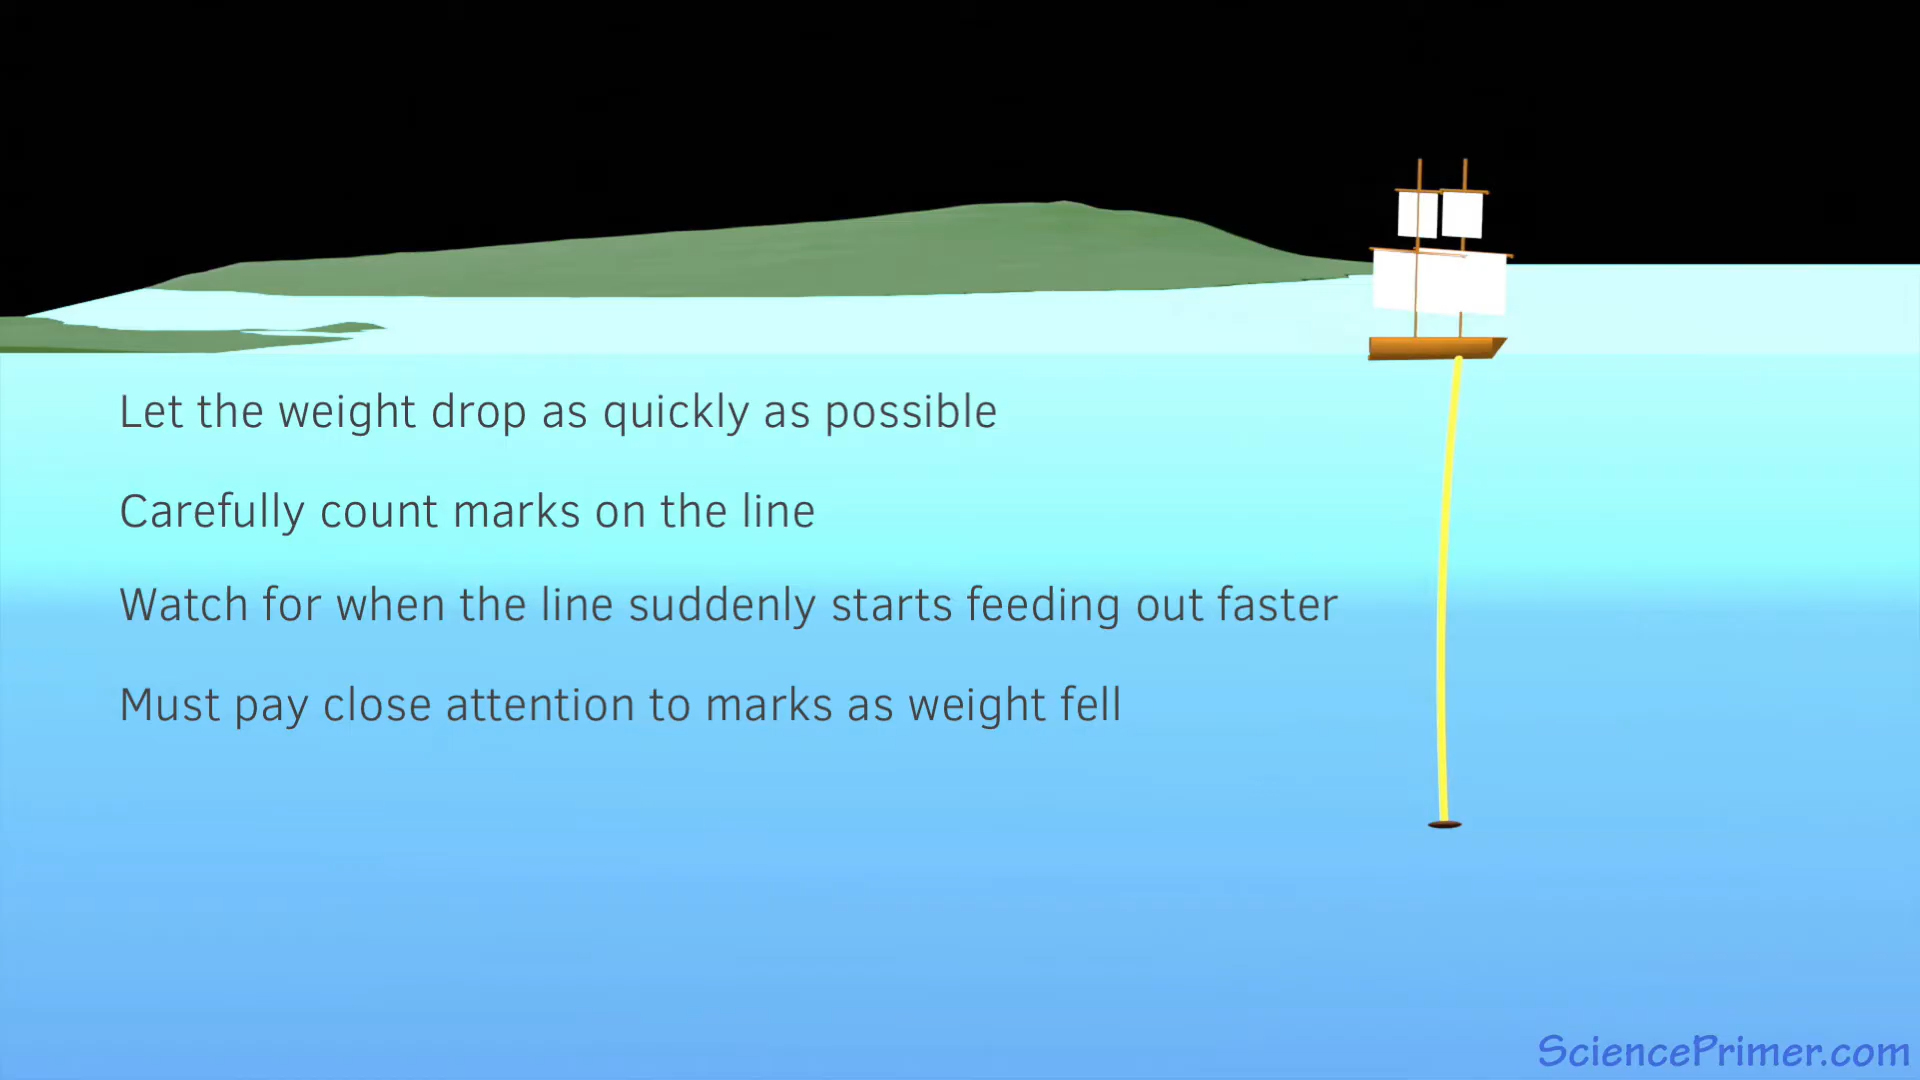 Let the weight drop as quickly as possible
Carefully count marks on the line
Watch for when the line suddenly starts feeding out faster
Must pay close attention to marks as weight fell
SciencePrimer.com